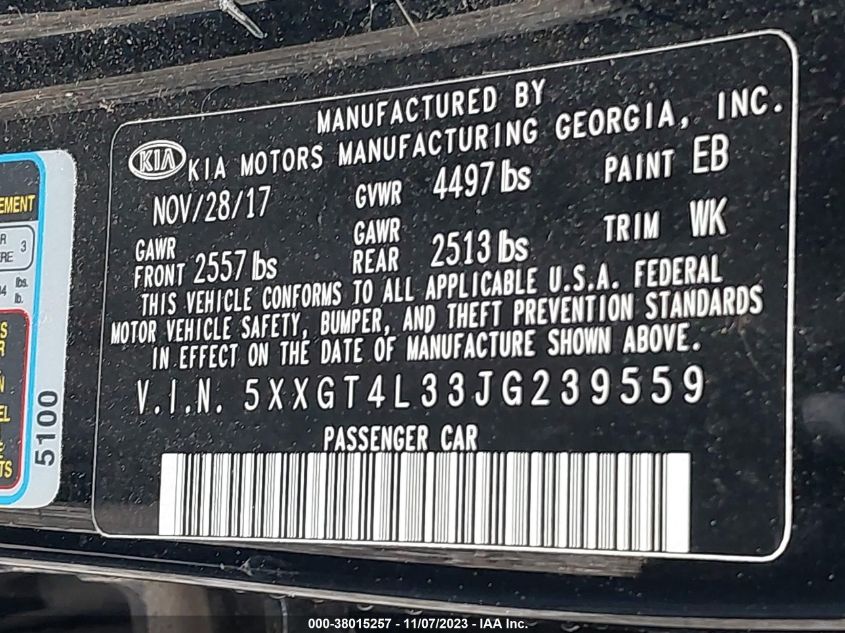 MANUFACTURED BY
KIA KIA MOTORS MANUFACTURING GEORGIA, INC.
NOV/28/17 GVWR 4497 lbs PAINT EB
GAWR FRONT 2557 lbs GAWR REAR 2513 lbs TRIM WK
THIS VEHICLE CONFORMS TO ALL APPLICABLE U.S.A. FEDERAL
MOTOR VEHICLE SAFETY, BUMPER, AND THEFT PREVENTION STANDARDS
IN EFFECT ON THE DATE OF MANUFACTURE SHOWN ABOVE.
V.I.N. 5XXGT4L33JG239559
PASSENGER CAR
3
lbs.
lb.
5100
000-38015257 - 11/07/2023 - IAA Inc.